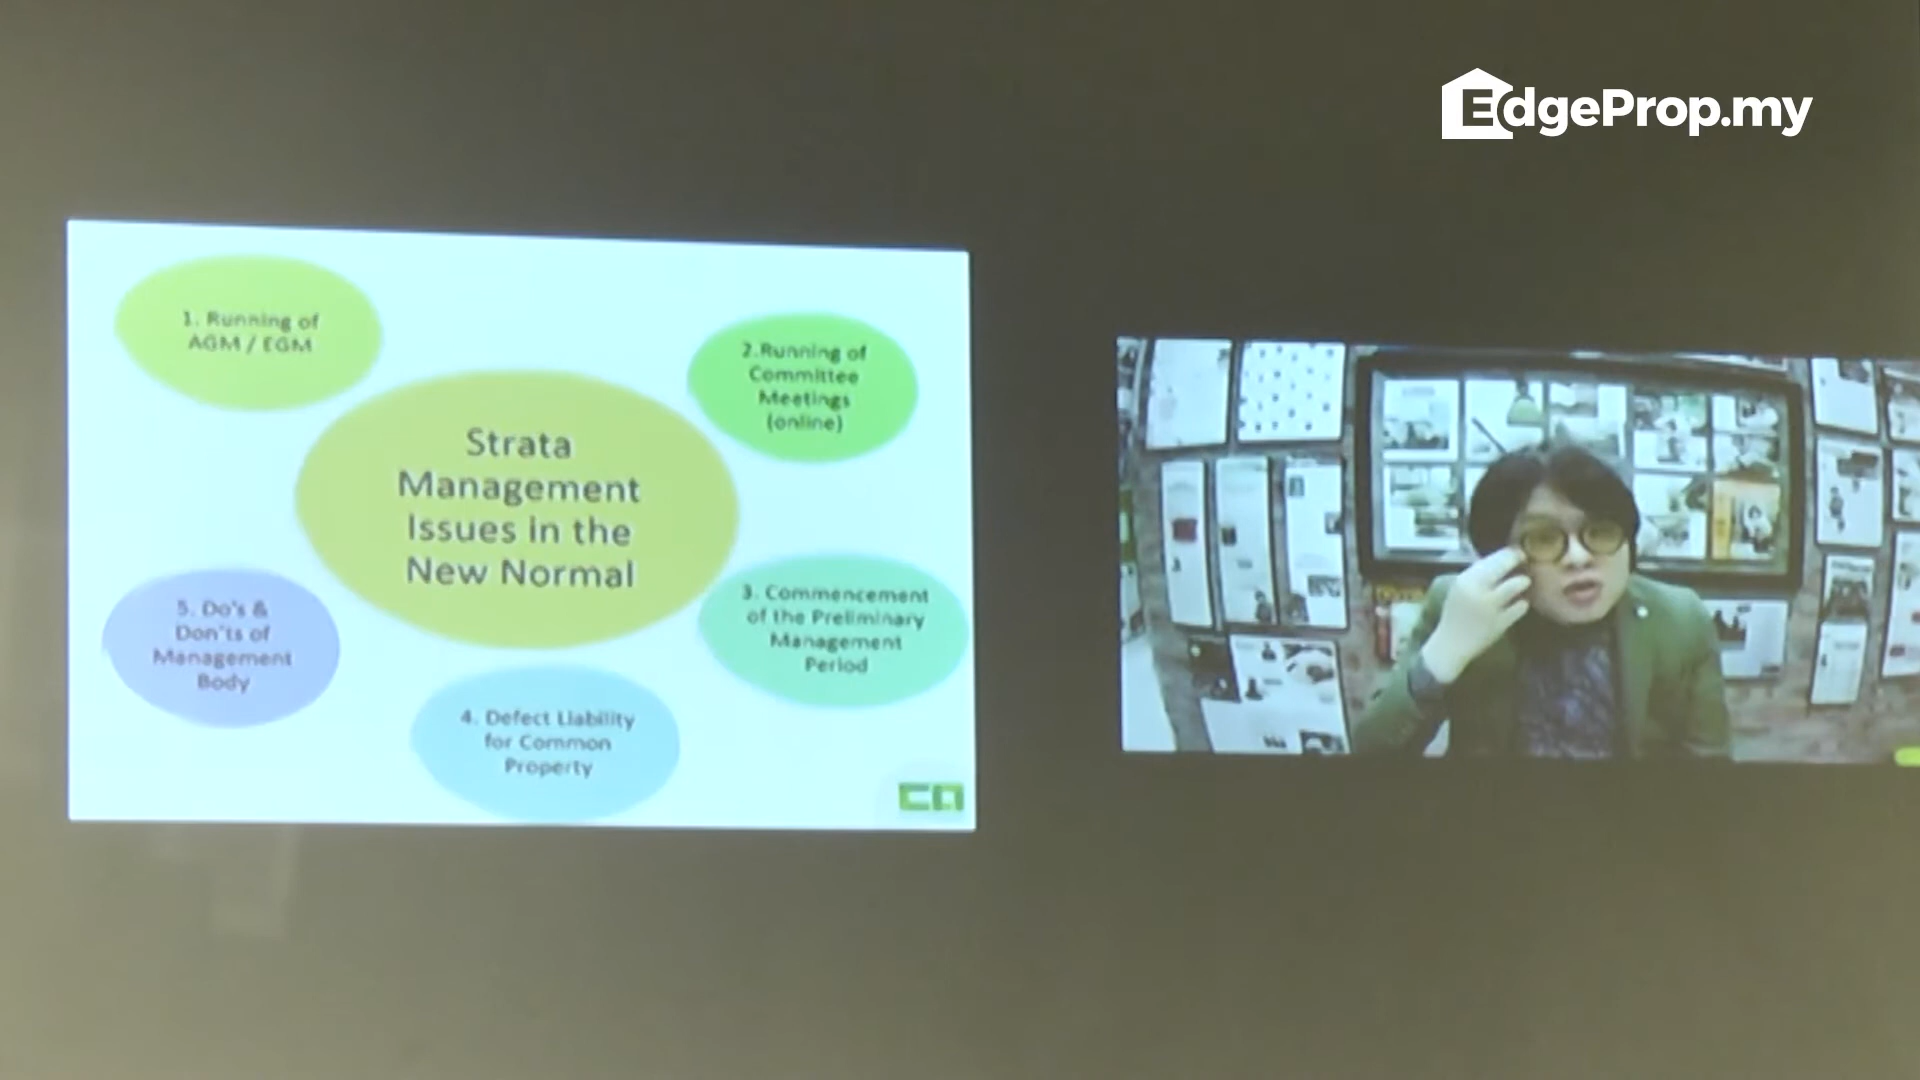 EdgeProp.my
1. Running of
AGM / EGM
2.Running of
Committee
Meetings
(online)
Strata
Management
Issues in the
New Normal
3. Commencement
of the Preliminary
Management
Period
4. Defect Liability
for Common
Property
5. Do's &
Don'ts of
Management
Body
CA